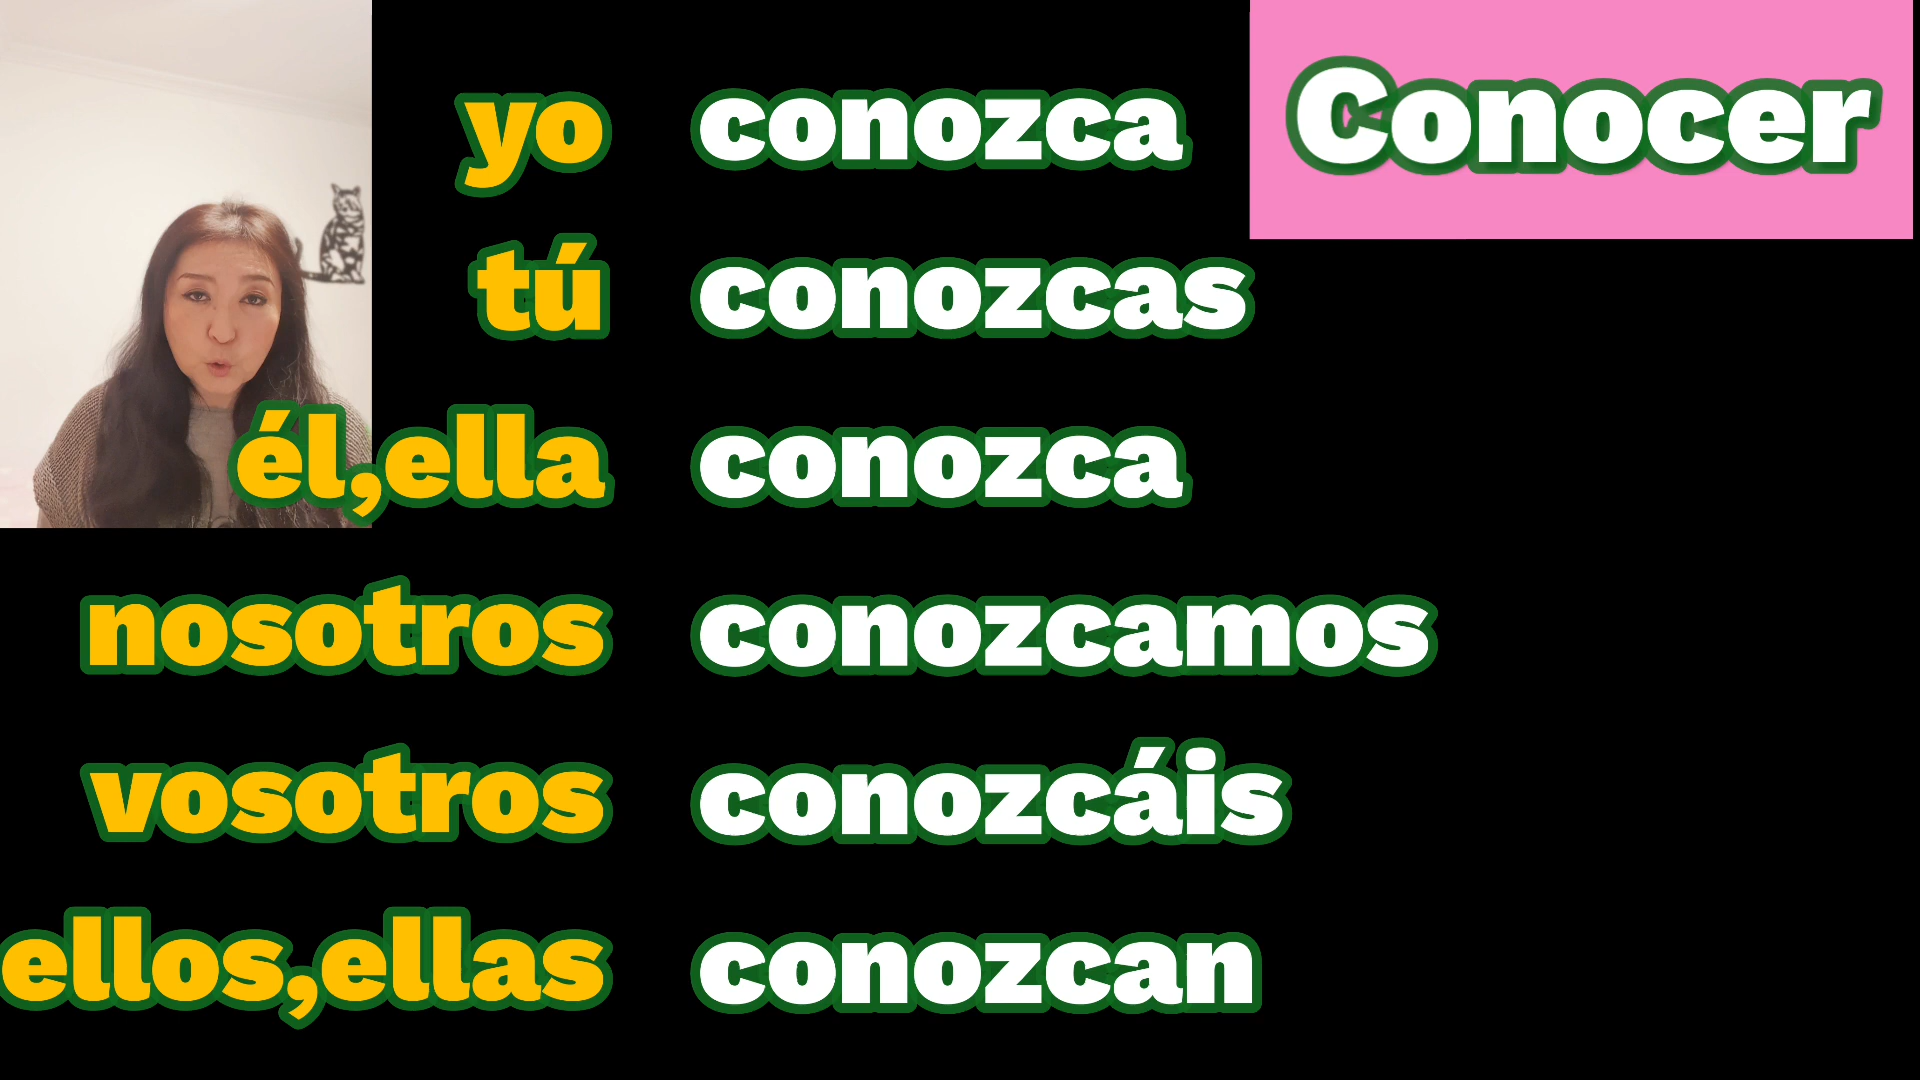 Conocer
yo conozca
tú conozcas
él,ella conozca
nosotros conozcamos
vosotros conozcáis
ellos,ellas conozcan